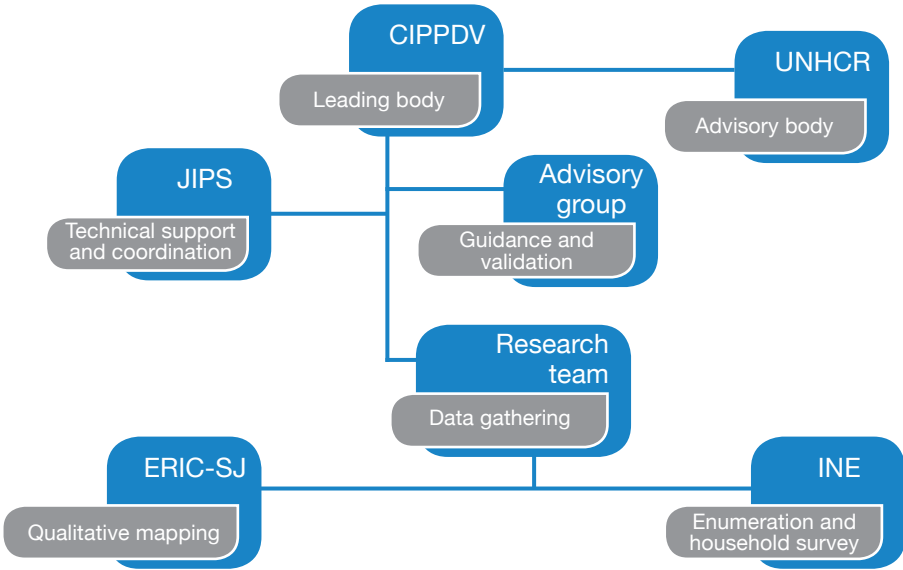 CIPPDV
Leading body
UNHCR
Advisory body
JIPS
Technical support
and coordination
Advisory
group
Guidance and
validation
Research
team
Data gathering
ERIC-SJ
Qualitative mapping
INE
Enumeration and
household survey